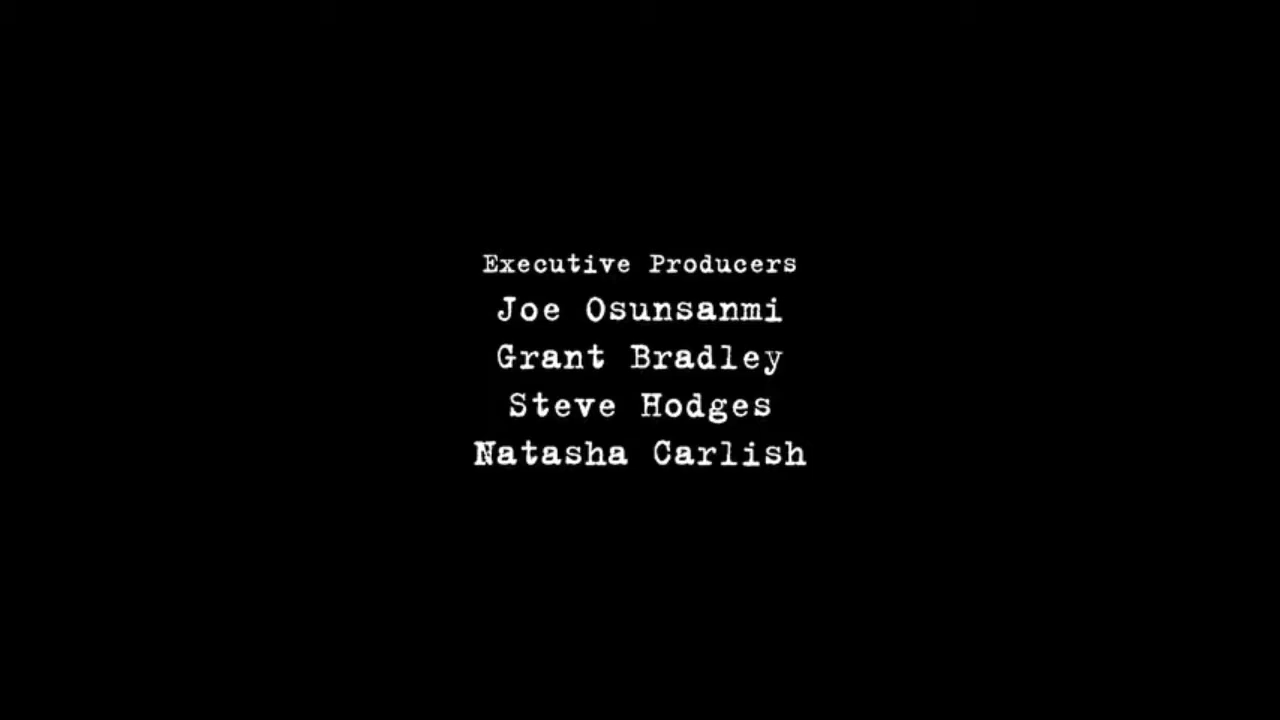 Executive Producers
Joe Osunsanmi
Grant Bradley
Steve Hodges
Natasha Carlish